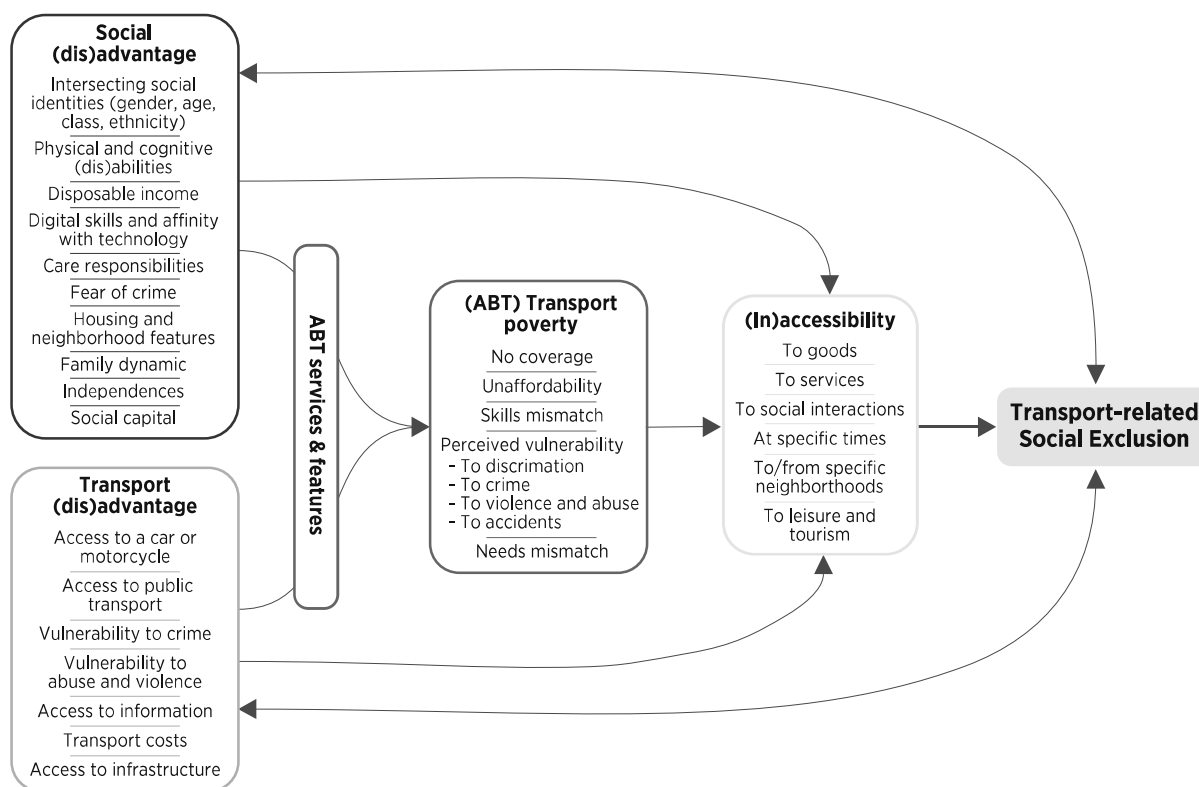 Social
(dis)advantage
Intersecting social
identities (gender, age,
class, ethnicity)
Physical and cognitive
(dis)abilities
Disposable income
Digital skills and affinity
with technology
Care responsibilities
Fear of crime
Housing and
neighborhood features
Family dynamic
Independences
Social capital
Transport
(dis)advantage
Access to a car or
motorcycle
Access to public
transport
Vulnerability to crime
Vulnerability to
abuse and violence
Access to information
Transport costs
Access to infrastructure
ABT services & features
(ABT) Transport
poverty
No coverage
Unaffordability
Skills mismatch
Perceived vulnerability
- To discrimation
- To crime
- To violence and abuse
- To accidents
Needs mismatch
(In)accessibility
To goods
To services
To social interactions
At specific times
To/from specific
neighborthoods
To leisure and
tourism
Transport-related
Social Exclusion